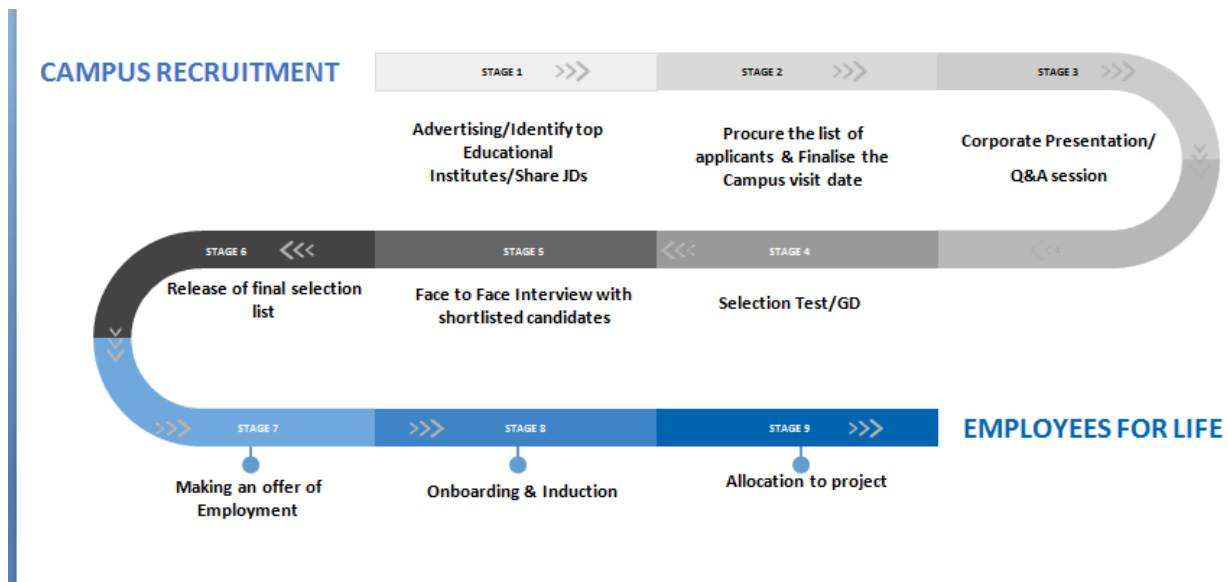 CAMPUS RECRUITMENT
STAGE 1
STAGE 2
STAGE 3
Advertising/Identify top
Educational
Institutes/Share JDs
Procure the list of
applicants & Finalise the
Campus visit date
Corporate Presentation/
Q&A session
STAGE 6
STAGE 5
STAGE 4
Release of final selection
list
Face to Face Interview with
shortlisted candidates
Selection Test/GD
STAGE 7
STAGE 8
STAGE 9
EMPLOYEES FOR LIFE
Making an offer of
Employment
Onboarding & Induction
Allocation to project